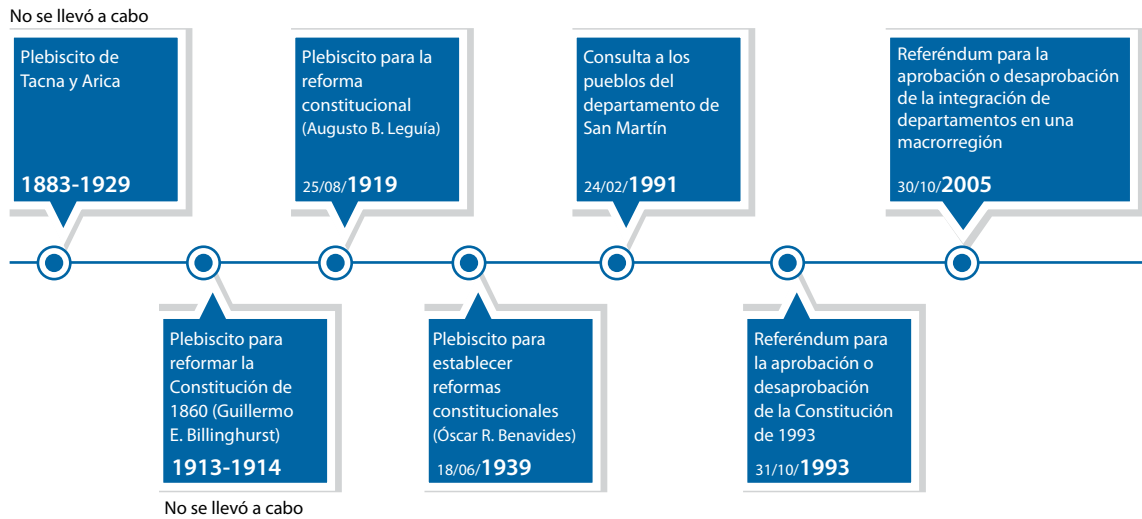 No se llevó a cabo
Plebiscito de
Tacna y Arica
1883-1929
Plebiscito para la
reforma
constitucional
(Augusto B. Leguía)
25/08/1919
Consulta a los
pueblos del
departamento de
San Martín
24/02/1991
Referéndum para la
aprobación o desaprobación
de la integración de
departamentos en una
macrorregión
30/10/2005
Plebiscito para
reformar la
Constitución de
1860 (Guillermo
E. Billinghurst)
1913-1914
No se llevó a cabo
Plebiscito para
establecer
reformas
constitucionales
(Óscar R. Benavides)
18/06/1939
Referéndum para
la aprobación o
desaprobación
de la Constitución
de 1993
31/10/1993